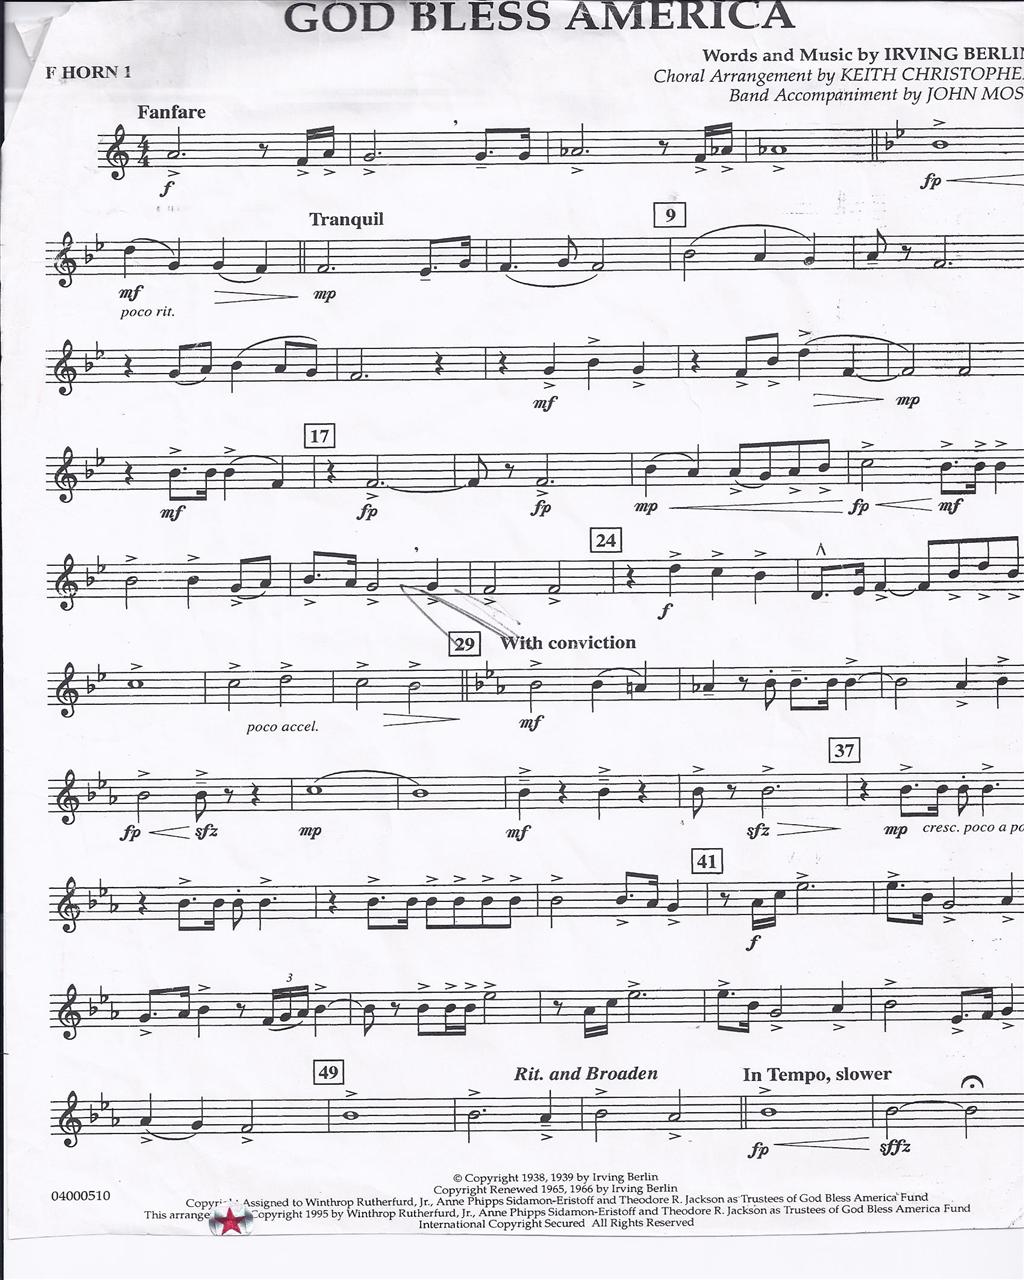 GOD BLESS AMERICA
Words and Music by IRVING BERLIN
F HORN 1
Choral Arrangement by KEITH CHRISTOPHE
Band Accompaniment by JOHN MOS
Fanfare
f
fp
Tranquil
9
mf
mp
poco rit.
mf
mp
17
mf
fp
fp
mp
fp
mf
24
f
29
With conviction
poco accel.
mf
37
fp
sfz
mp
mf
sfz
mp
cresc. poco a po
41
f
3
49
Rit. and Broaden
In Tempo, slower
fp
sffz
© Copyright 1938, 1939 by Irving Berlin
Copyright Renewed 1965, 1966 by Irving Berlin
04000510
Assigned to Winthrop Rutherfurd, Jr., Anne Phipps Sidamon-Eristoff and Theodore R. Jackson as Trustees of God Bless America Fund
This arrange Copyright 1995 by Winthrop Rutherfurd, Jr., Anne Phipps Sidamon-Eristoff and Theodore R. Jackson as Trustees of God Bless America Fund
International Copyright Secured All Rights Reserved